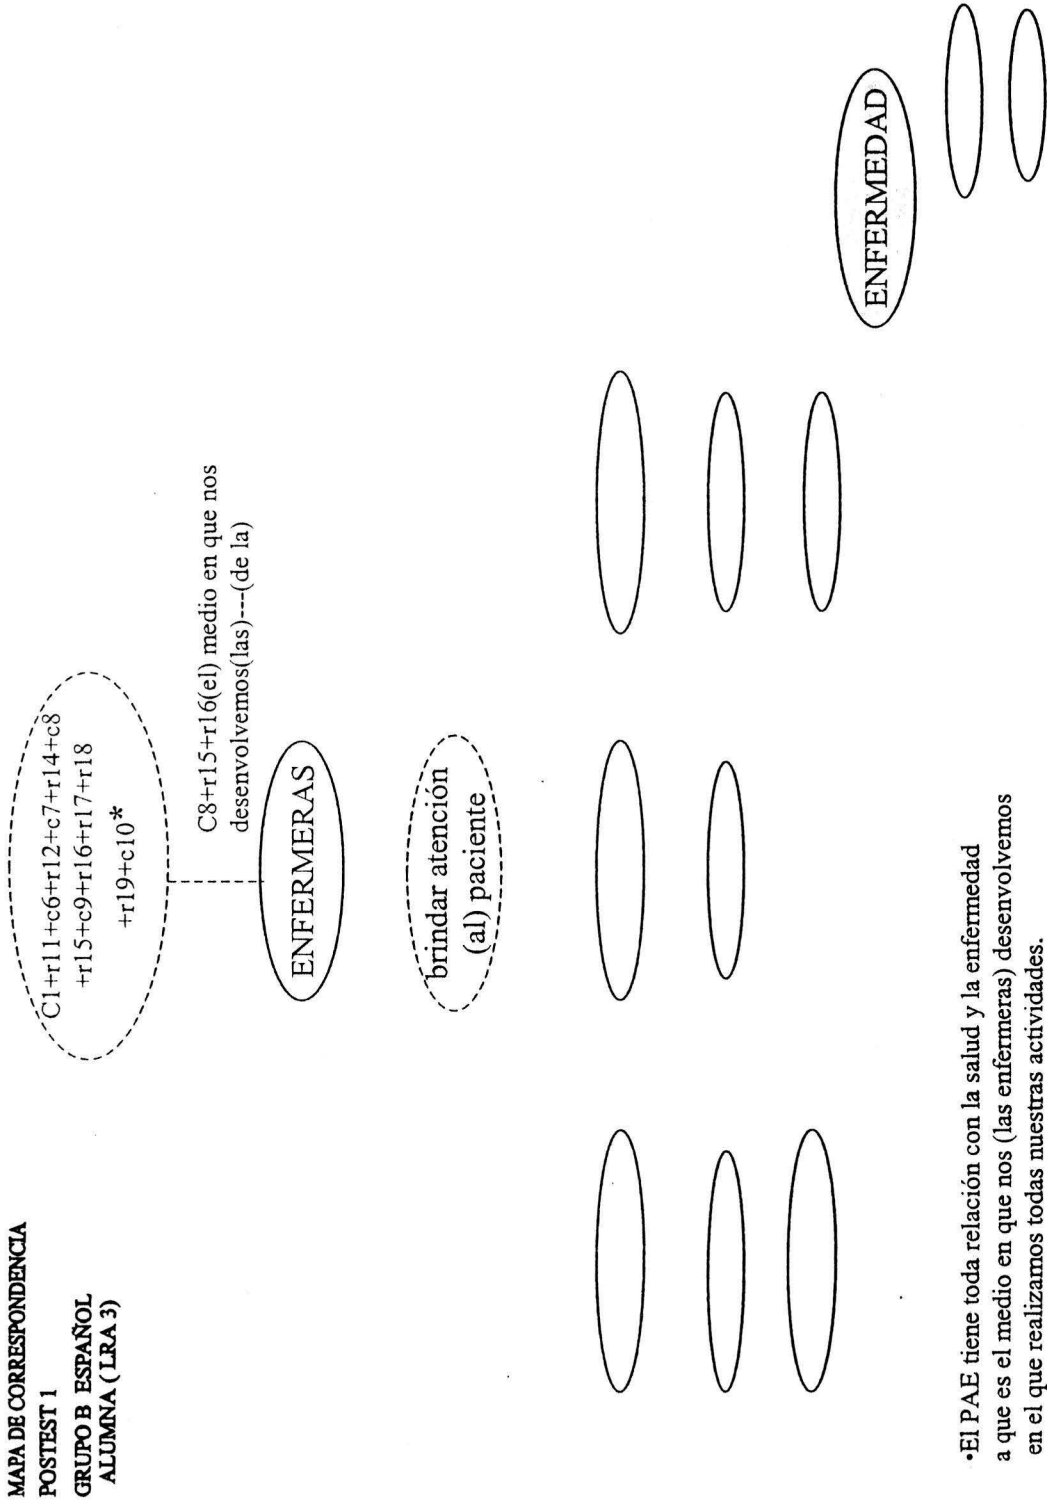 MAPA DE CORRESPONDENCIA
POSTEST 1
GRUPO B ESPAÑOL
ALUMNA ( LRA 3)
C1+r11+c6+r12+c7+r14+c8
+r15+c9+r16+r17+r18
+r19+c10*
C8+r15+r16(el) medio en que nos
desenvolvemos(las)---(de la)
ENFERMERAS
brindar atención
(al) paciente
ENFERMEDAD
•El PAE tiene toda relación con la salud y la enfermedad
a que es el medio en que nos (las enfermeras) desenvolvemos
en el que realizamos todas nuestras actividades.